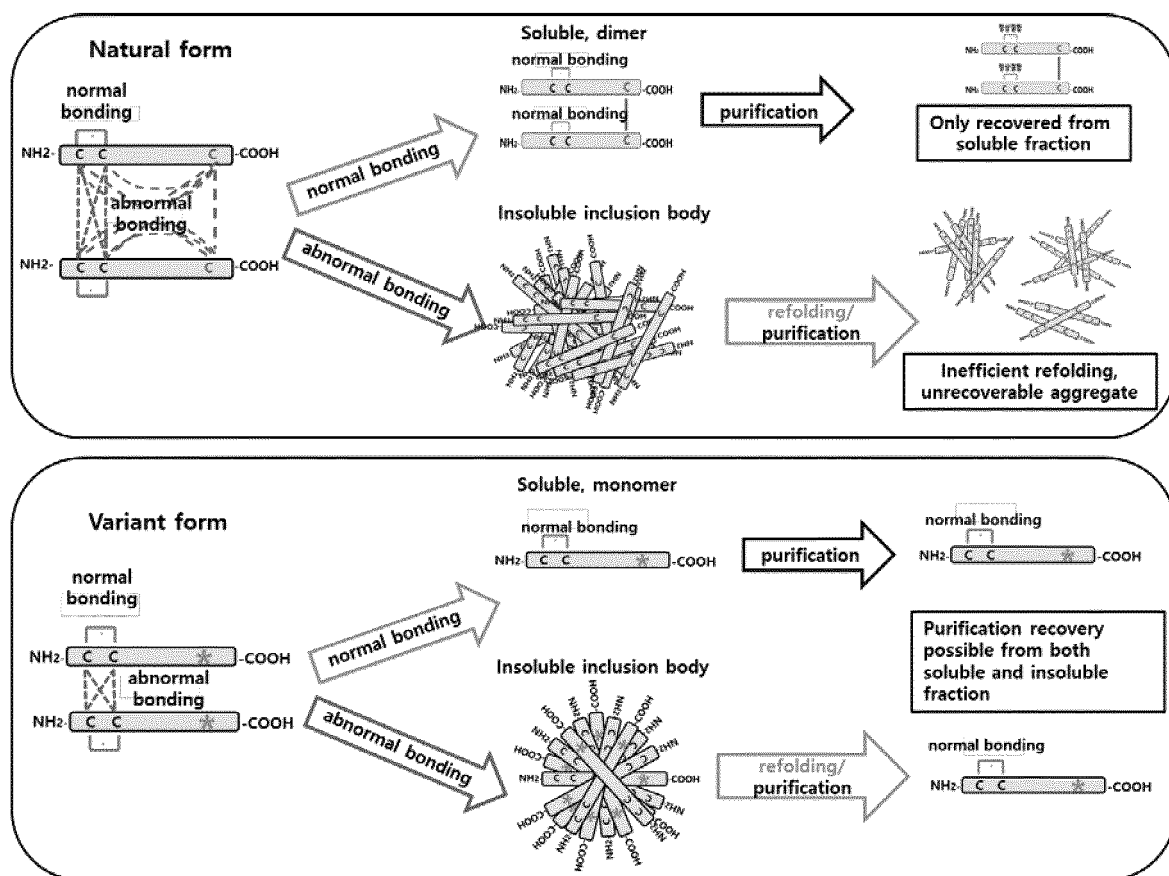 Natural form
normal
bonding
NH2-
C C
C
-COOH
abnormal
bonding
NH2-
C C
C
-COOH
normal bonding
abnormal bonding
Soluble, dimer
normal bonding
NH2-
C C
C
-COOH
normal bonding
NH2-
C C
C
-COOH
purification
NH2
C C
C
-COOH
NH2
C C
C
-COOH
Only recovered from
soluble fraction
Insoluble inclusion body
refolding/
purification
Inefficient refolding,
unrecoverable aggregate
Variant form
normal
bonding
NH2-
C C
*
-COOH
abnormal
bonding
NH2-
C C
*
-COOH
normal bonding
abnormal bonding
Soluble, monomer
normal bonding
NH2-
C C
*
-COOH
purification
normal bonding
NH2-
C C
*
-COOH
Purification recovery
possible from both
soluble and insoluble
fraction
Insoluble inclusion body
refolding/
purification
normal bonding
NH2-
C C
*
-COOH